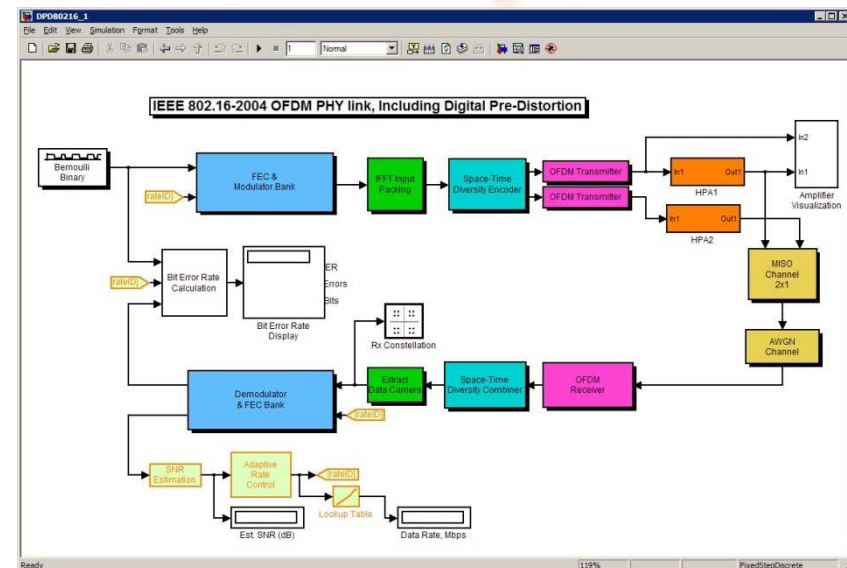 DPD80216_1
File Edit View Simulation Format Tools Help
1
Normal
IEEE 802.16-2004 OFDM PHY link, Including Digital Pre-Distortion
Bernoulli
Binary
FEC &
Modulator Bank
[rateID]
IFFT Input
Packing
Space-Time
Diversity Encoder
OFDM Transmitter
OFDM Transmitter
In1 Out1
HPA1
In1 Out1
HPA2
In2
In1
Amplifier
Visualization
MISO
Channel
2x1
AWGN
Channel
[rateID]
Bit Error Rate
Calculation
ER
Errors
Bits
Bit Error Rate
Display
Rx Constellation
Demodulator
& FEC Bank
Extract
Data Carriers
Space-Time
Diversity Combiner
OFDM
Receiver
[rateID]
SNR
Estimation
Adaptive
Rate
Control
[rateID]
Lookup Table
Est. SNR (dB)
Data Rate, Mbps
Ready
119%
FixedStepDiscrete